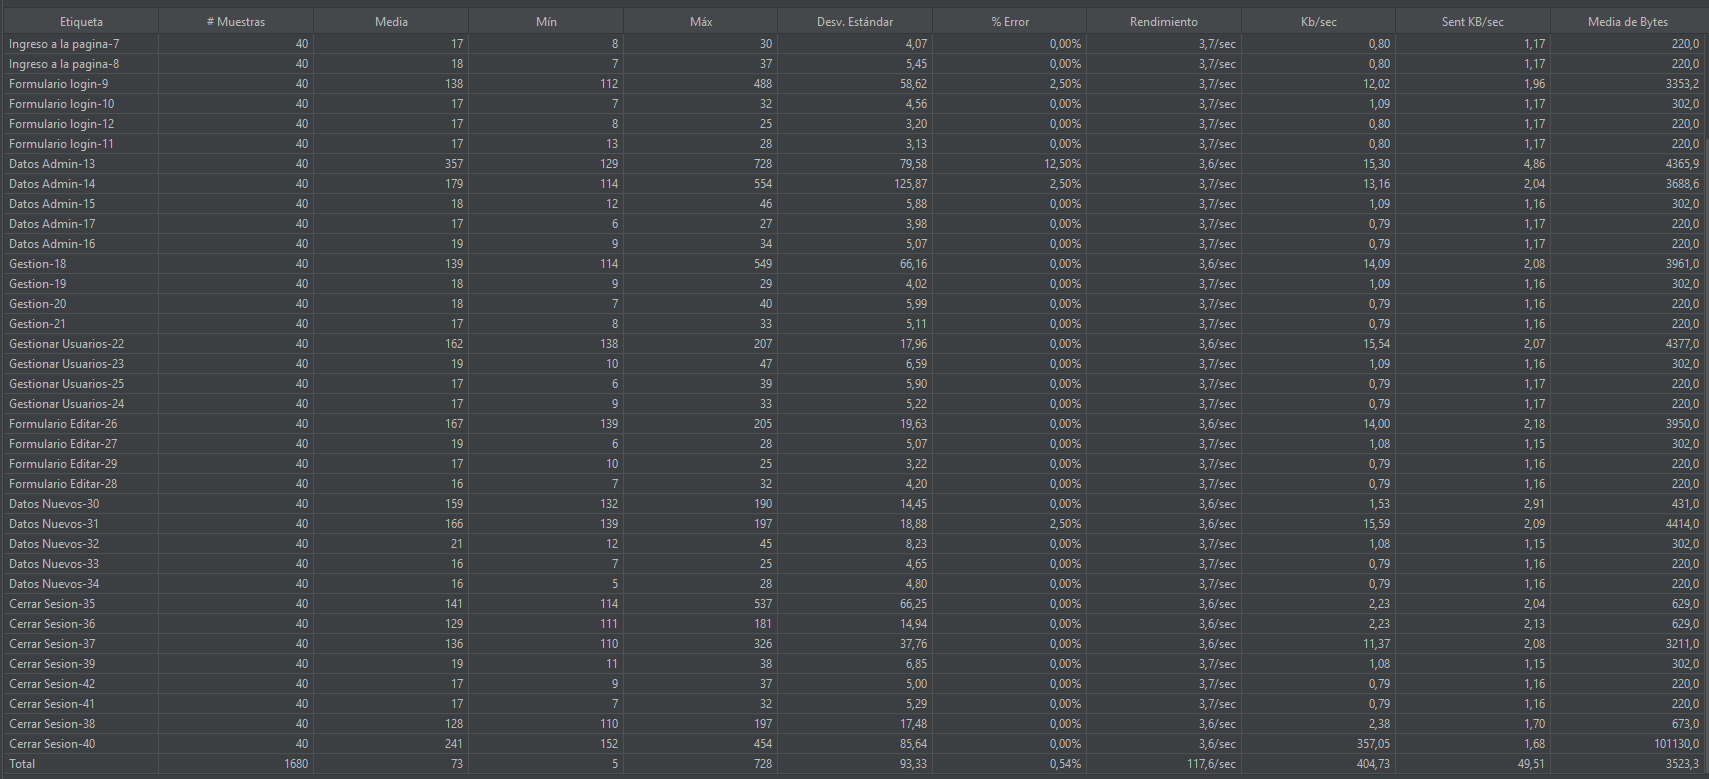 Etiqueta # Muestras Media Mín Máx Desv. Estándar % Error Rendimiento Kb/sec Sent KB/sec Media de Bytes
Ingreso a la pagina-7 40 17 8 30 4,07 0,00% 3,7/sec 0,80 1,17 220,0
Ingreso a la pagina-8 40 18 7 37 5,45 0,00% 3,7/sec 0,80 1,17 220,0
Formulario login-9 40 138 112 488 58,62 2,50% 3,7/sec 12,02 1,96 3353,2
Formulario login-10 40 17 7 32 4,56 0,00% 3,7/sec 1,09 1,17 302,0
Formulario login-12 40 17 8 25 3,20 0,00% 3,7/sec 0,80 1,17 220,0
Formulario login-11 40 17 13 28 3,13 0,00% 3,7/sec 0,80 1,17 220,0
Datos Admin-13 40 357 129 728 79,58 12,50% 3,6/sec 15,30 4,86 4365,9
Datos Admin-14 40 179 114 554 125,87 2,50% 3,7/sec 13,16 2,04 3688,6
Datos Admin-15 40 18 12 46 5,88 0,00% 3,7/sec 1,09 1,16 302,0
Datos Admin-17 40 17 6 27 3,98 0,00% 3,7/sec 0,79 1,17 220,0
Datos Admin-16 40 19 9 34 5,07 0,00% 3,7/sec 0,79 1,17 220,0
Gestion-18 40 139 114 549 66,16 0,00% 3,6/sec 14,09 2,08 3961,0
Gestion-19 40 18 9 29 4,02 0,00% 3,7/sec 1,09 1,16 302,0
Gestion-20 40 18 7 40 5,99 0,00% 3,7/sec 0,79 1,16 220,0
Gestion-21 40 17 8 33 5,11 0,00% 3,7/sec 0,79 1,16 220,0
Gestionar Usuarios-22 40 162 138 207 17,96 0,00% 3,6/sec 15,54 2,07 4377,0
Gestionar Usuarios-23 40 19 10 47 6,59 0,00% 3,7/sec 1,09 1,16 302,0
Gestionar Usuarios-25 40 17 6 39 5,90 0,00% 3,7/sec 0,79 1,17 220,0
Gestionar Usuarios-24 40 17 9 33 5,22 0,00% 3,7/sec 0,79 1,17 220,0
Formulario Editar-26 40 167 139 205 19,63 0,00% 3,6/sec 14,00 2,18 3950,0
Formulario Editar-27 40 19 6 28 5,07 0,00% 3,7/sec 1,08 1,15 302,0
Formulario Editar-29 40 17 10 25 3,22 0,00% 3,7/sec 0,79 1,16 220,0
Formulario Editar-28 40 16 7 32 4,20 0,00% 3,7/sec 0,79 1,16 220,0
Datos Nuevos-30 40 159 132 190 14,45 0,00% 3,6/sec 1,53 2,91 431,0
Datos Nuevos-31 40 166 139 197 18,88 2,50% 3,6/sec 15,59 2,09 4414,0
Datos Nuevos-32 40 21 12 45 8,23 0,00% 3,7/sec 1,08 1,15 302,0
Datos Nuevos-33 40 16 7 25 4,65 0,00% 3,7/sec 0,79 1,16 220,0
Datos Nuevos-34 40 16 5 28 4,80 0,00% 3,7/sec 0,79 1,16 220,0
Cerrar Sesion-35 40 141 114 537 66,25 0,00% 3,6/sec 2,23 2,04 629,0
Cerrar Sesion-36 40 129 111 181 14,94 0,00% 3,6/sec 2,23 2,13 629,0
Cerrar Sesion-37 40 136 110 326 37,76 0,00% 3,6/sec 11,37 2,08 3211,0
Cerrar Sesion-39 40 19 11 38 6,85 0,00% 3,7/sec 1,08 1,15 302,0
Cerrar Sesion-42 40 17 9 37 5,00 0,00% 3,7/sec 0,79 1,16 220,0
Cerrar Sesion-41 40 17 7 32 5,29 0,00% 3,7/sec 0,79 1,16 220,0
Cerrar Sesion-38 40 128 110 197 17,48 0,00% 3,6/sec 2,38 1,70 673,0
Cerrar Sesion-40 40 241 152 454 85,64 0,00% 3,6/sec 357,05 1,68 101130,0
Total 1680 73 5 728 93,33 0,54% 117,6/sec 404,73 49,51 3523,3